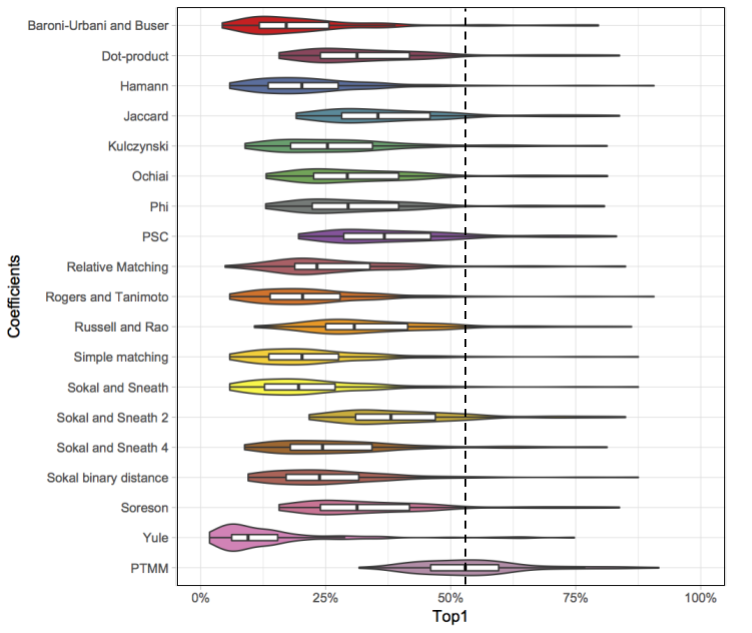 Coefficients
Baroni-Urbani and Buser
Dot-product
Hamann
Jaccard
Kulczynski
Ochiai
Phi
PSC
Relative Matching
Rogers and Tanimoto
Russell and Rao
Simple matching
Sokal and Sneath
Sokal and Sneath 2
Sokal and Sneath 4
Sokal binary distance
Soreson
Yule
PTMM
0% 25% 50% 75% 100%
Top1